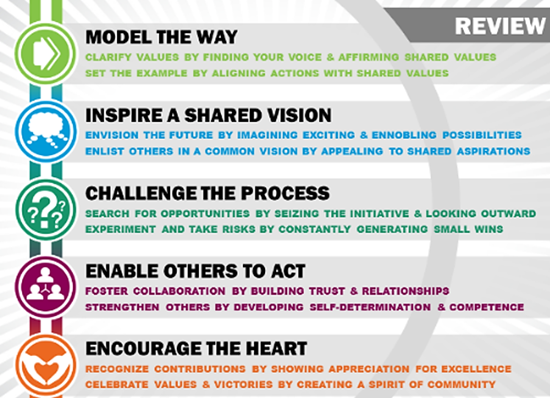 REVIEW
MODEL THE WAY
CLARIFY VALUES BY FINDING YOUR VOICE & AFFIRMING SHARED VALUES
SET THE EXAMPLE BY ALIGNING ACTIONS WITH SHARED VALUES
INSPIRE A SHARED VISION
ENVISION THE FUTURE BY IMAGINING EXCITING & ENNOBLING POSSIBILITIES
ENLIST OTHERS IN A COMMON VISION BY APPEALING TO SHARED ASPIRATIONS
CHALLENGE THE PROCESS
SEARCH FOR OPPORTUNITIES BY SEIZING THE INITIATIVE & LOOKING OUTWARD
EXPERIMENT AND TAKE RISKS BY CONSTANTLY GENERATING SMALL WINS
???
ENABLE OTHERS TO ACT
FOSTER COLLABORATION BY BUILDING TRUST & RELATIONSHIPS
STRENGTHEN OTHERS BY DEVELOPING SELF-DETERMINATION & COMPETENCE
ENCOURAGE THE HEART
RECOGNIZE CONTRIBUTIONS BY SHOWING APPRECIATION FOR EXCELLENCE
CELEBRATE VALUES & VICTORIES BY CREATING A SPIRIT OF COMMUNITY